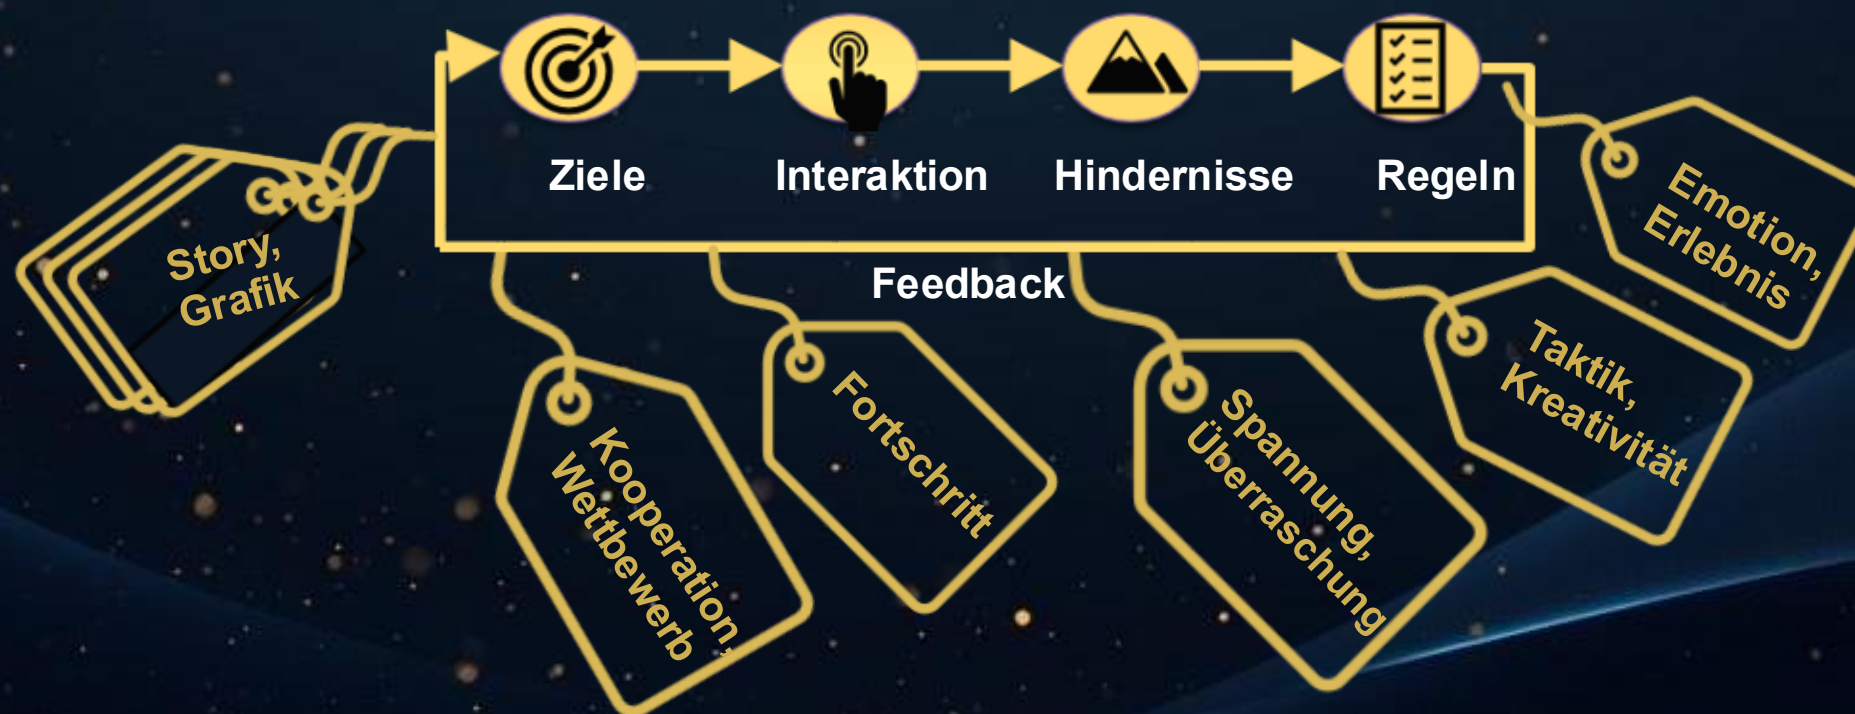 Ziele
Interaktion
Hindernisse
Regeln
Feedback
Story,
Grafik
Kooperation,
Wettbewerb
Fortschritt
Spannung,
Überraschung
Taktik,
Kreativität
Emotion,
Erlebnis